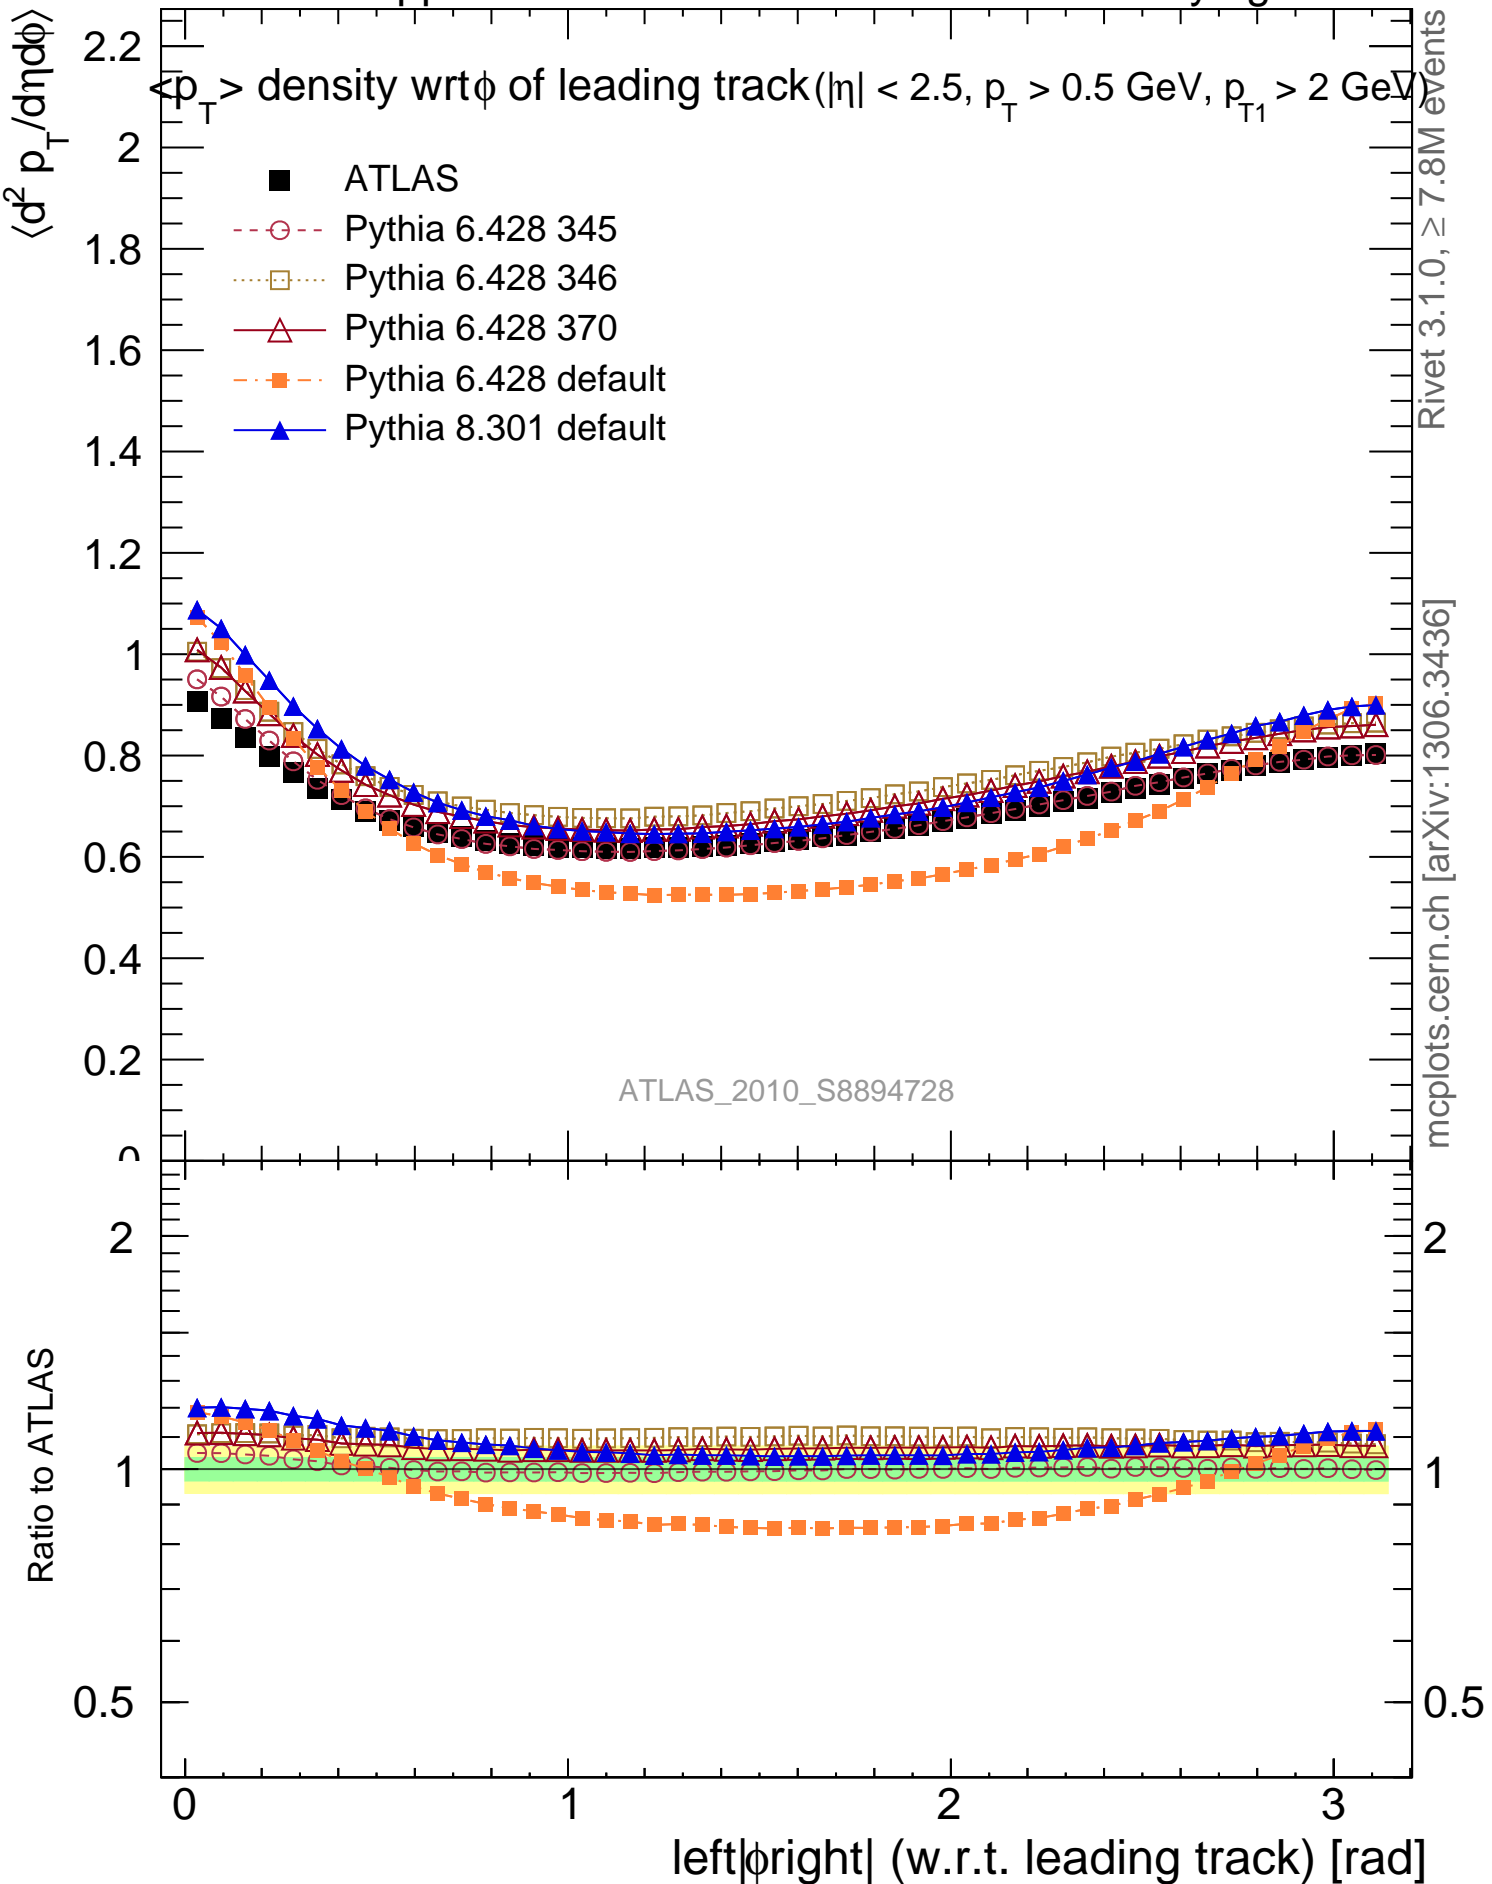 ⟨d² p_T/dηdϕ⟩
<p_T> density wrtϕ of leading track(|η| < 2.5, p_T > 0.5 GeV, p_T1 > 2 GeV)
ATLAS
Pythia 6.428 345
Pythia 6.428 346
Pythia 6.428 370
Pythia 6.428 default
Pythia 8.301 default
2.2
2
1.8
1.6
1.4
1.2
1
0.8
0.6
0.4
0.2
0
ATLAS_2010_S8894728
Rivet 3.1.0, ≥ 7.8M events
mcplots.cern.ch [arXiv:1306.3436]
Ratio to ATLAS
2
1
0.5
2
1
0.5
0
1
2
3
left|ϕright| (w.r.t. leading track) [rad]